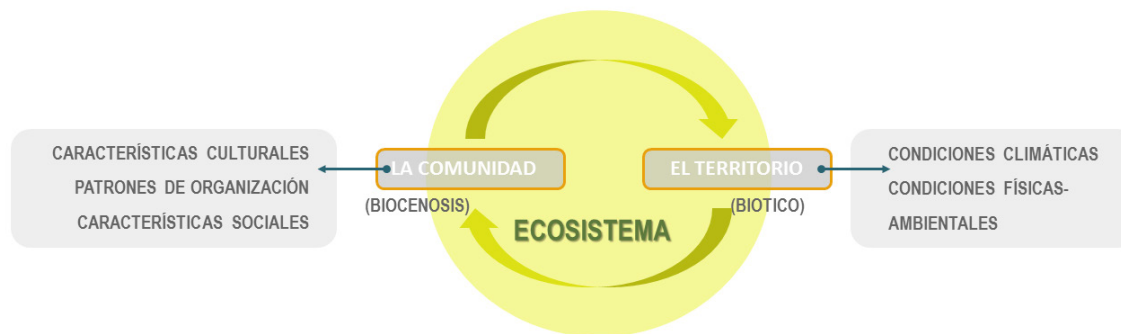 CARACTERÍSTICAS CULTURALES
PATRONES DE ORGANIZACIÓN
CARACTERÍSTICAS SOCIALES
LA COMUNIDAD
(BIOCENOSIS)
ECOSISTEMA
EL TERRITORIO
(BIOTICO)
CONDICIONES CLIMÁTICAS
CONDICIONES FÍSICAS-
AMBIENTALES